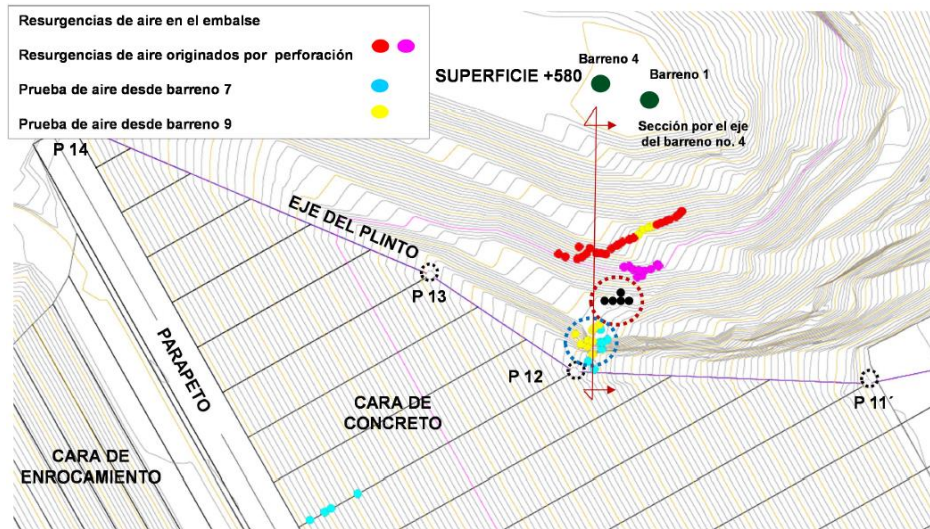 Resurgencias de aire en el embalse
Resurgencias de aire originados por perforación
Prueba de aire desde barreno 7
Prueba de aire desde barreno 9
SUPERFICIE +580
Barreno 4
Barreno 1
Sección por el eje
del barreno no. 4
P 14
EJE DEL PLINTO
P 13
PARAPETO
P 12
P 11´
CARA DE
CONCRETO
CARA DE
ENROCAMIENTO